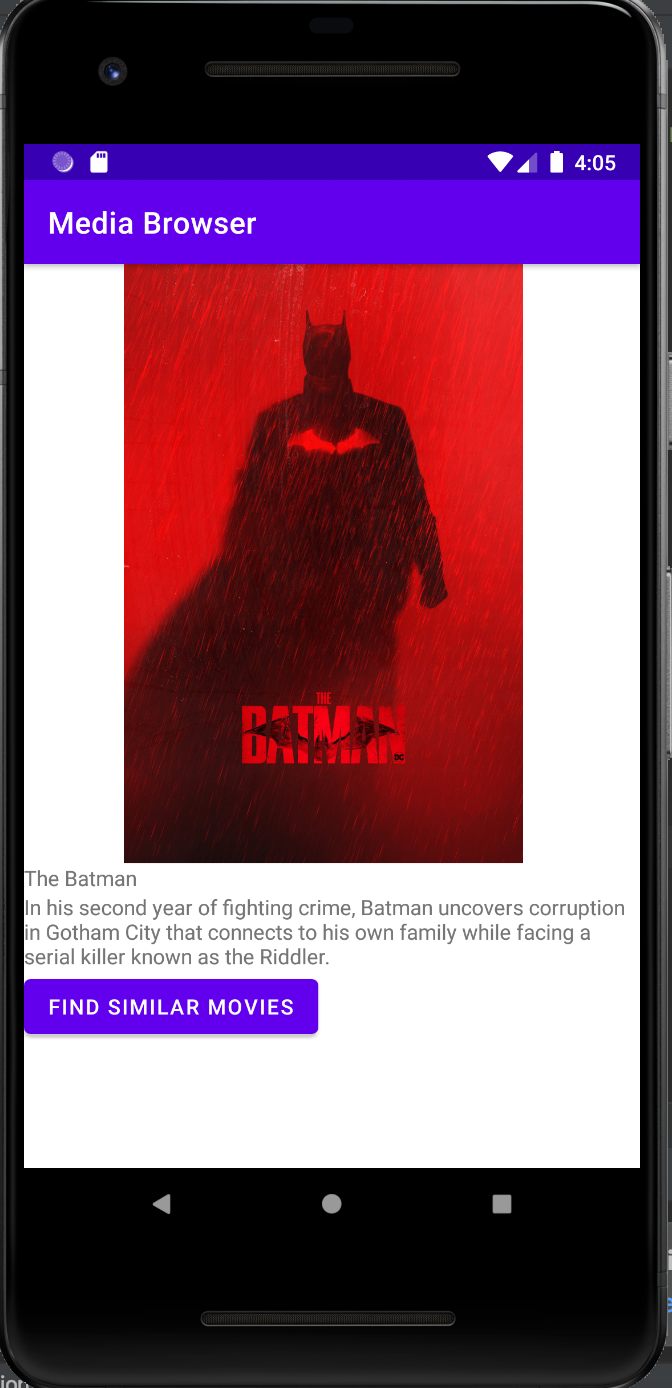 4:05
Media Browser
THE
BATMAN
DC
The Batman
In his second year of fighting crime, Batman uncovers corruption
in Gotham City that connects to his own family while facing a
serial killer known as the Riddler.
FIND SIMILAR MOVIES
ion